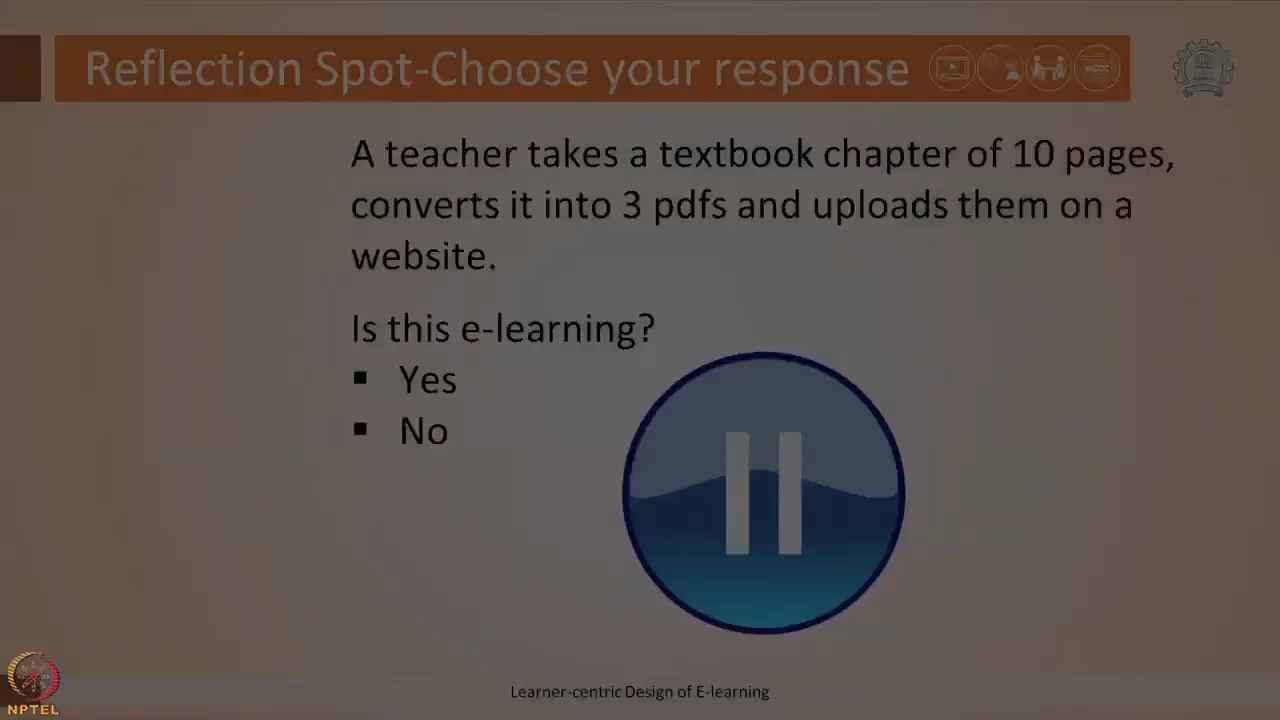 Reflection Spot-Choose your response
A teacher takes a textbook chapter of 10 pages,
converts it into 3 pdfs and uploads them on a
website.
Is this e-learning?
▪ Yes
▪ No
Learner-centric Design of E-learning
NPTEL